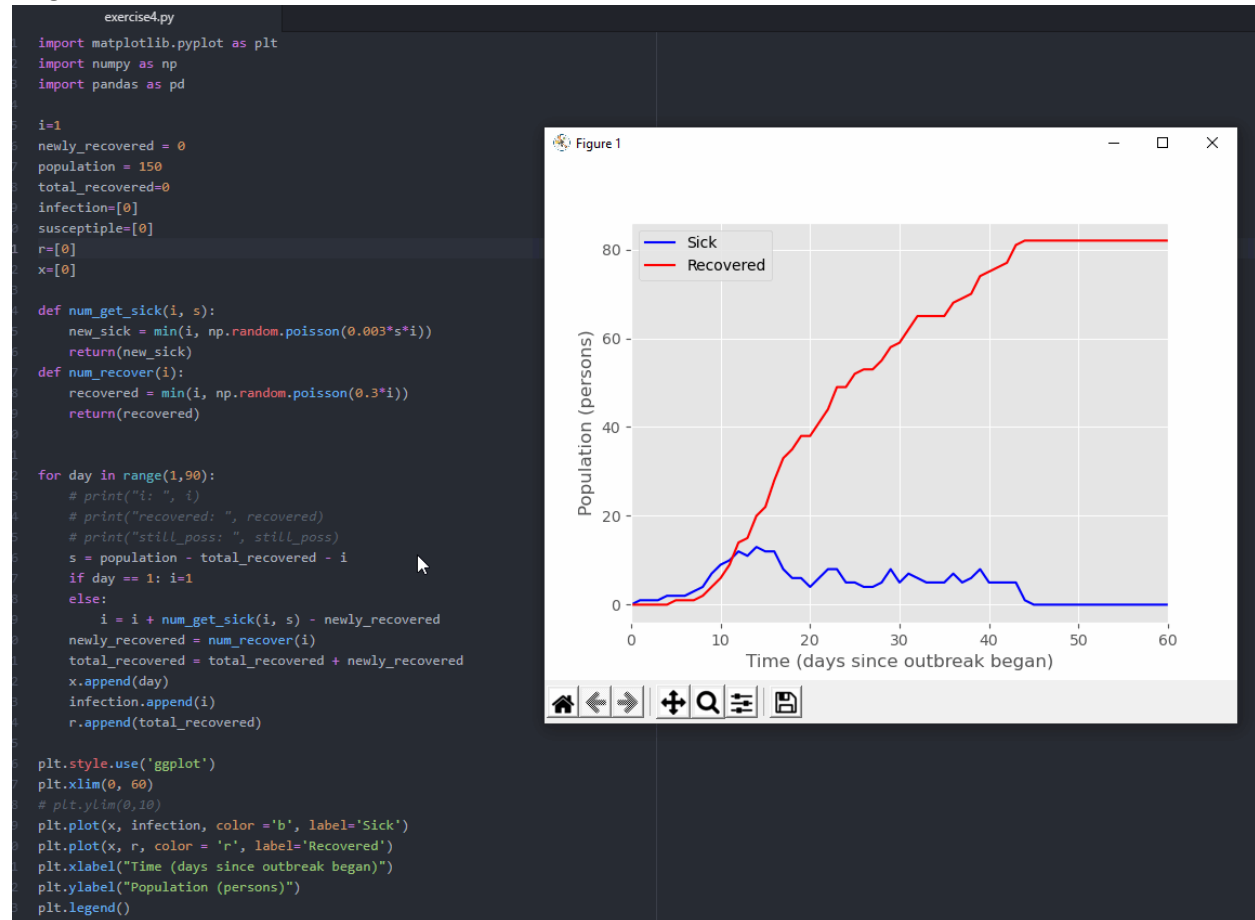 exercise4.py
import matplotlib.pyplot as plt
import numpy as np
import pandas as pd
i=1
newly_recovered = 0
population = 150
total_recovered=0
infection=[0]
susceptiple=[0]
r=[0]
x=[0]
def num_get_sick(i, s):
    new_sick = min(i, np.random.poisson(0.003*s*i))
    return(new_sick)
def num_recover(i):
    recovered = min(i, np.random.poisson(0.3*i))
    return(recovered)
for day in range(1,90):
    # print("i: ", i)
    # print("recovered: ", recovered)
    # print("still_poss: ", still_poss)
    s = population - total_recovered - i
    if day == 1: i=1
    else:
        i = i + num_get_sick(i, s) - newly_recovered
    newly_recovered = num_recover(i)
    total_recovered = total_recovered + newly_recovered
    x.append(day)
    infection.append(i)
    r.append(total_recovered)
plt.style.use('ggplot')
plt.xlim(0, 60)
# plt.ylim(0,10)
plt.plot(x, infection, color ='b', label='Sick')
plt.plot(x, r, color = 'r', label='Recovered')
plt.xlabel("Time (days since outbreak began)")
plt.ylabel("Population (persons)")
plt.legend()
Figure 1
Sick
Recovered
80
60
40
20
0
Population (persons)
0 10 20 30 40 50 60
Time (days since outbreak began)